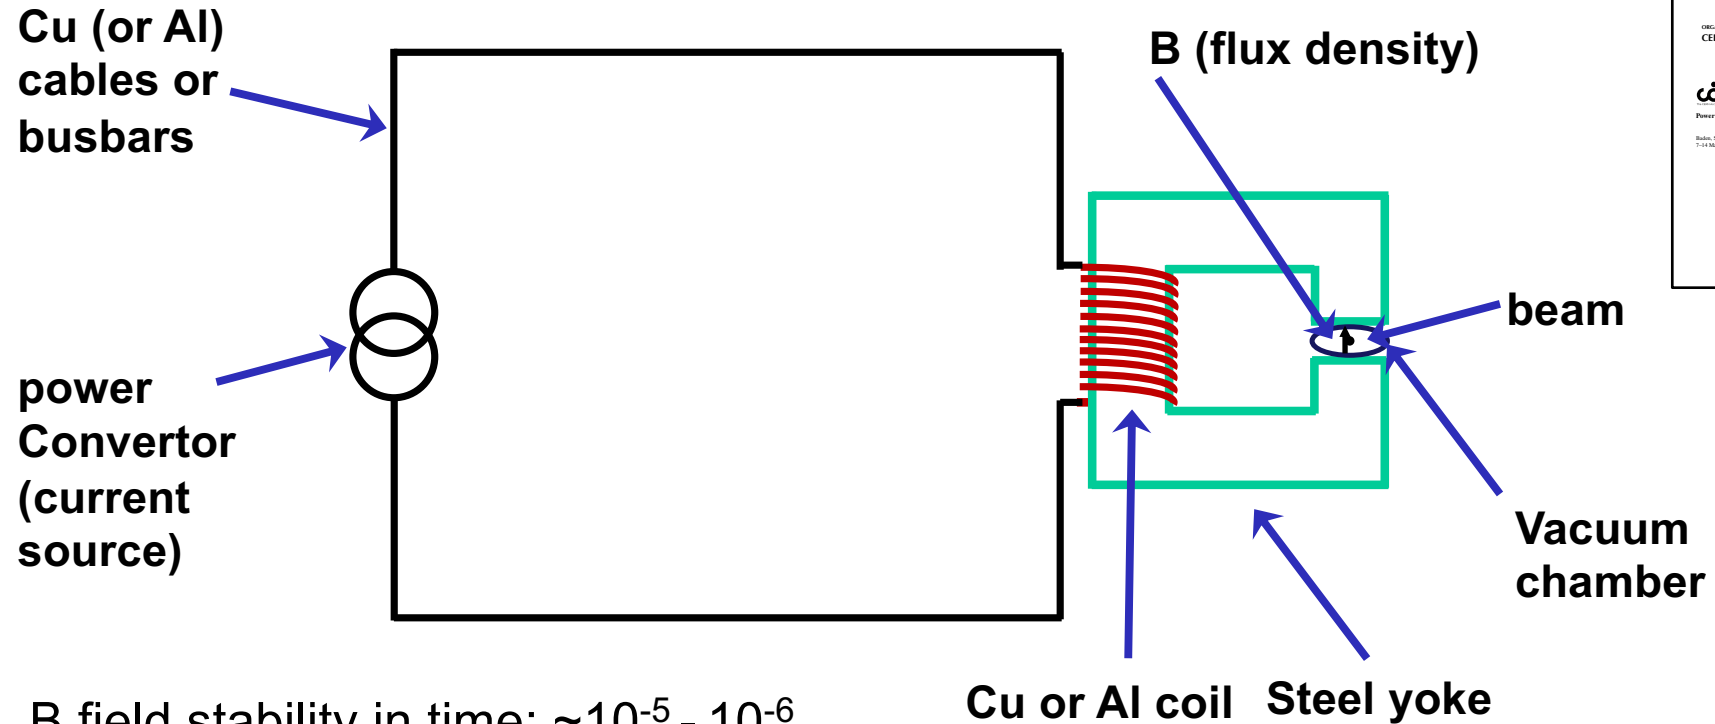 Cu (or Al)
cables or
busbars
B (flux density)
beam
power
Convertor
(current
source)
Vacuum
chamber
Cu or Al coil
Steel yoke
B field stability in time: ~10⁻⁵ - 10⁻⁶
Power